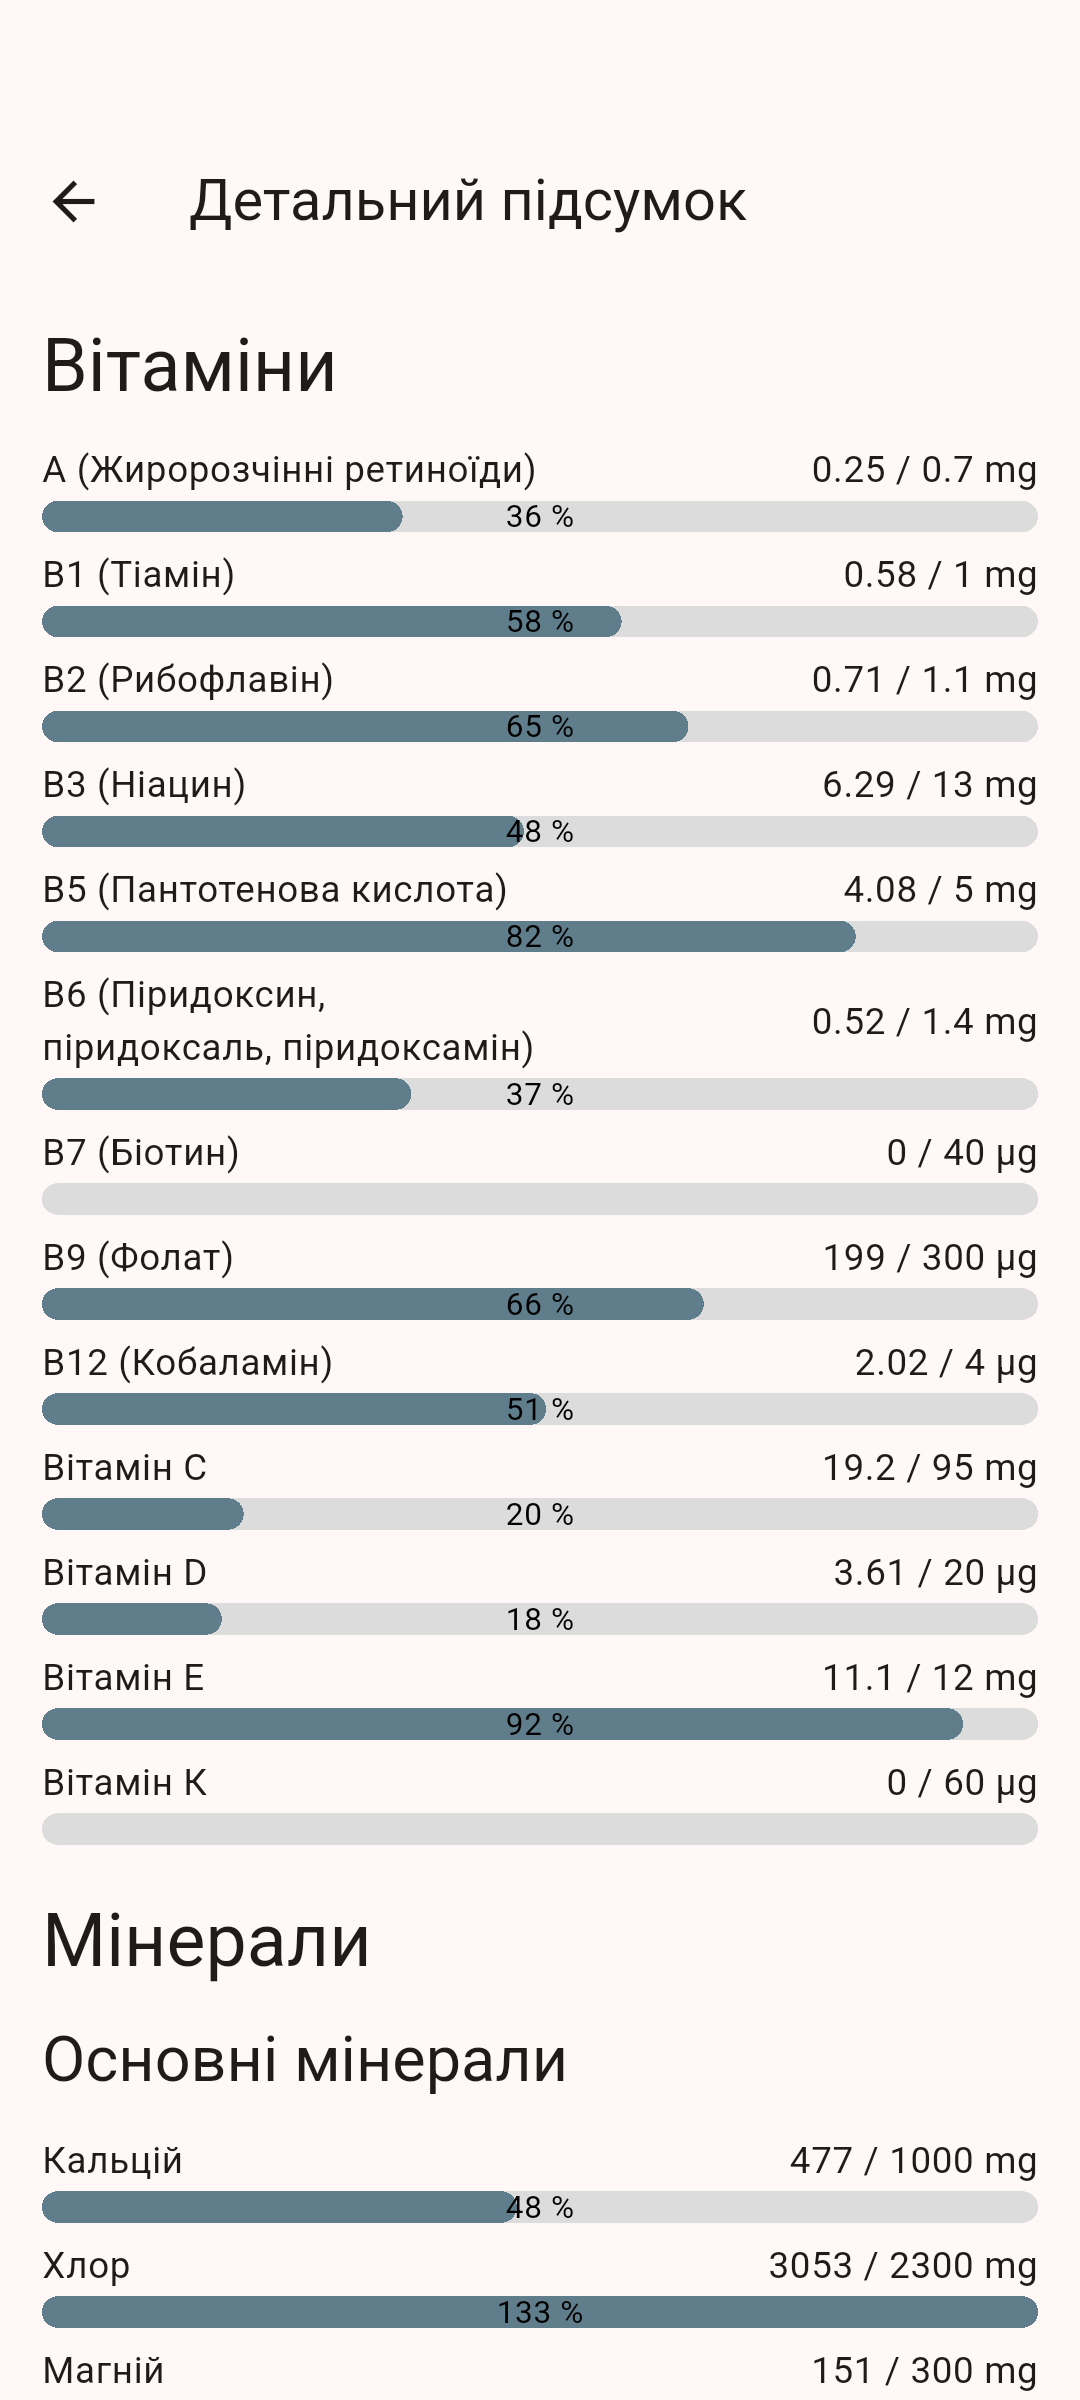 Детальний підсумок
Вітаміни
A (Жиророзчінні ретиноїди) 0.25 / 0.7 mg
36 %
B1 (Тіамін) 0.58 / 1 mg
58 %
B2 (Рибофлавін) 0.71 / 1.1 mg
65 %
B3 (Ніацин) 6.29 / 13 mg
48 %
B5 (Пантотенова кислота) 4.08 / 5 mg
82 %
B6 (Піридоксин,
піридоксаль, піридоксамін) 0.52 / 1.4 mg
37 %
B7 (Біотин) 0 / 40 µg
B9 (Фолат) 199 / 300 µg
66 %
B12 (Кобаламін) 2.02 / 4 µg
51 %
Вітамін C 19.2 / 95 mg
20 %
Вітамін D 3.61 / 20 µg
18 %
Вітамін E 11.1 / 12 mg
92 %
Вітамін К 0 / 60 µg
Мінерали
Основні мінерали
Кальцій 477 / 1000 mg
48 %
Хлор 3053 / 2300 mg
133 %
Магній 151 / 300 mg